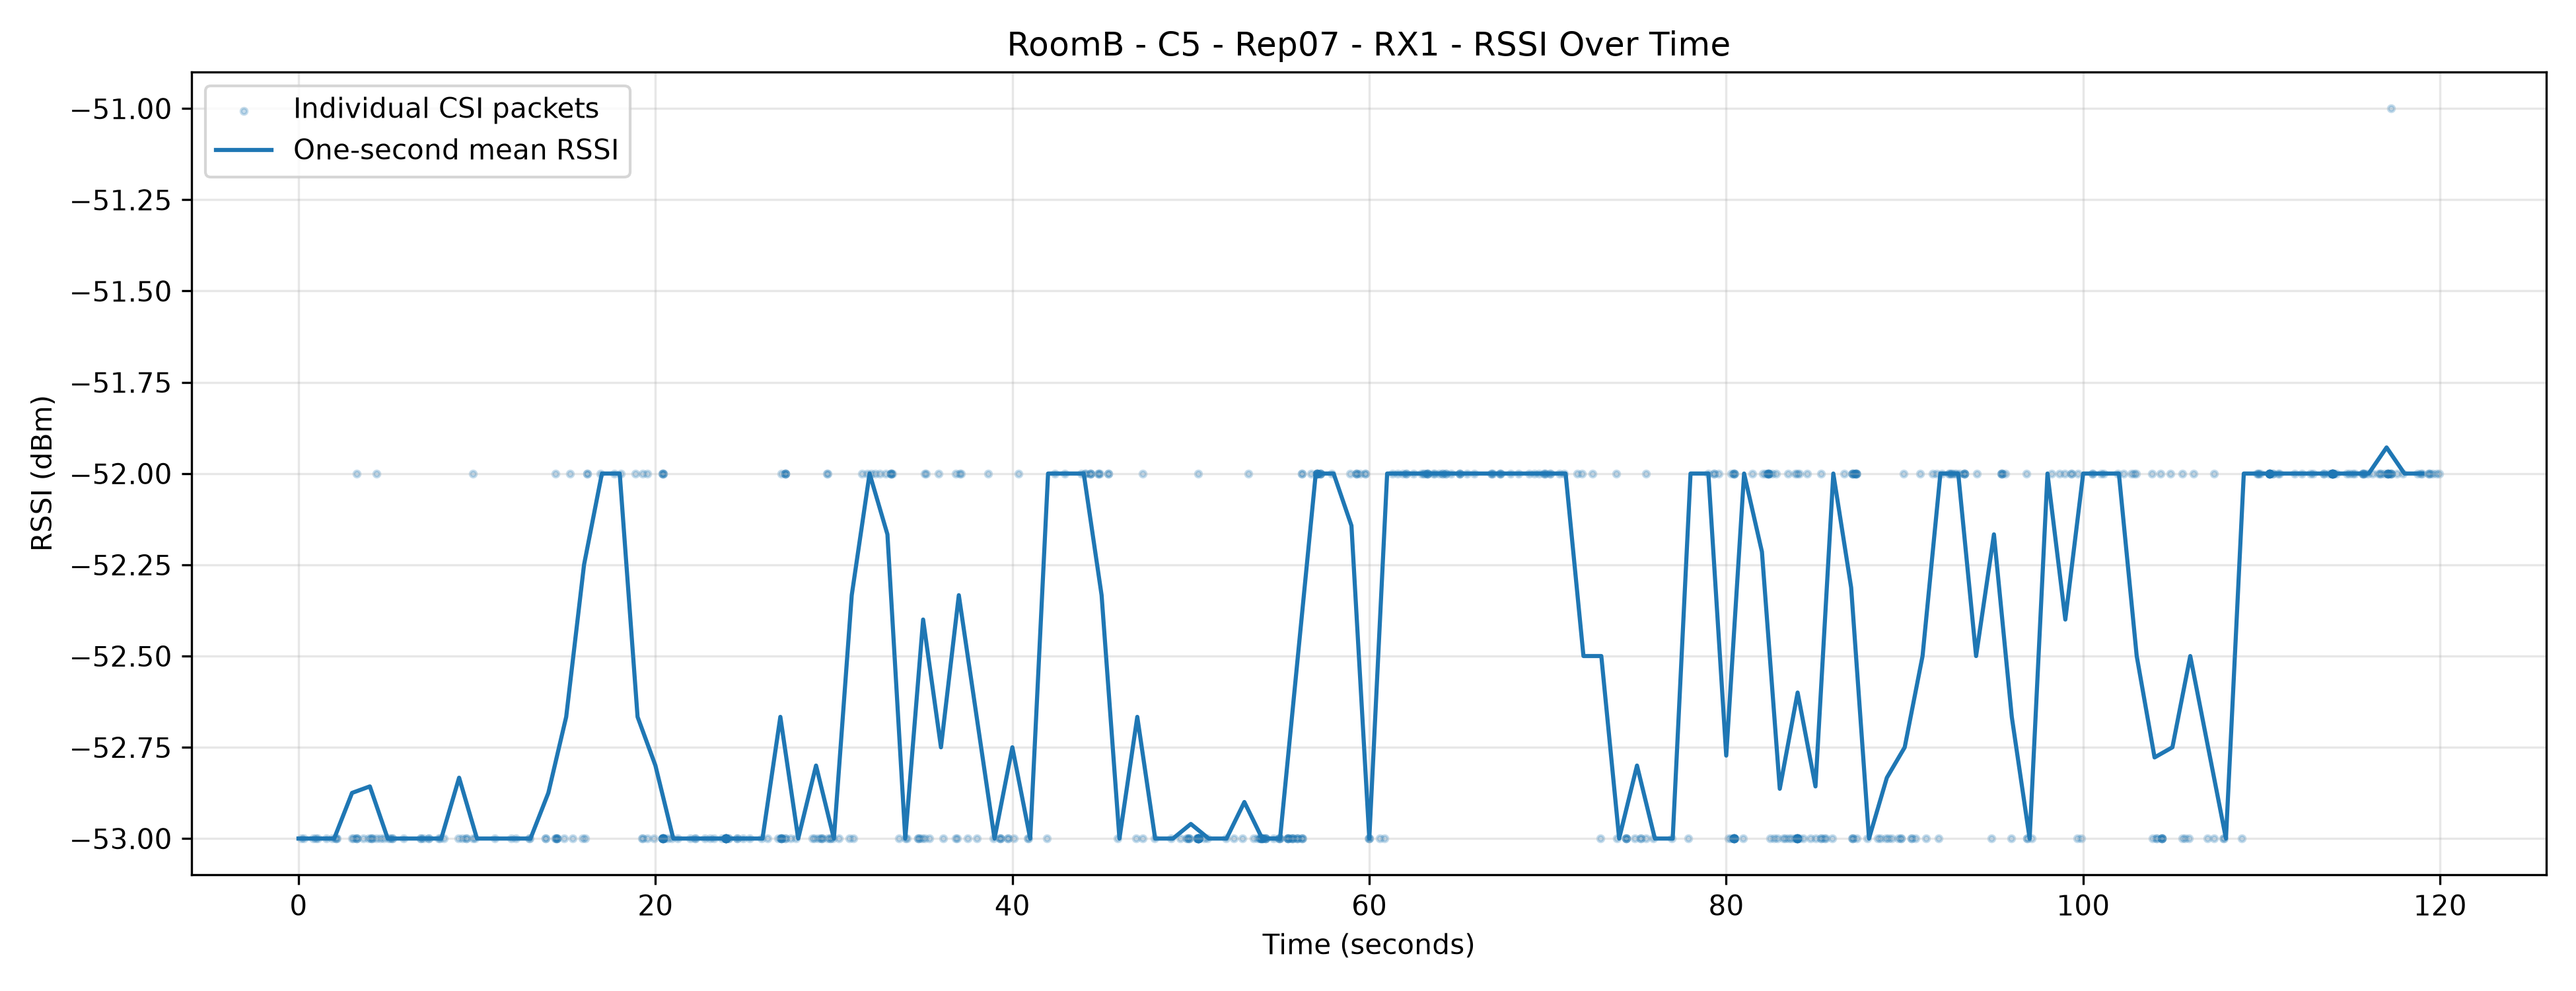 RoomB - C5 - Rep07 - RX1 - RSSI Over Time
Individual CSI packets
One-second mean RSSI
RSSI (dBm)
−51.00
−51.25
−51.50
−51.75
−52.00
−52.25
−52.50
−52.75
−53.00
0 20 40 60 80 100 120
Time (seconds)